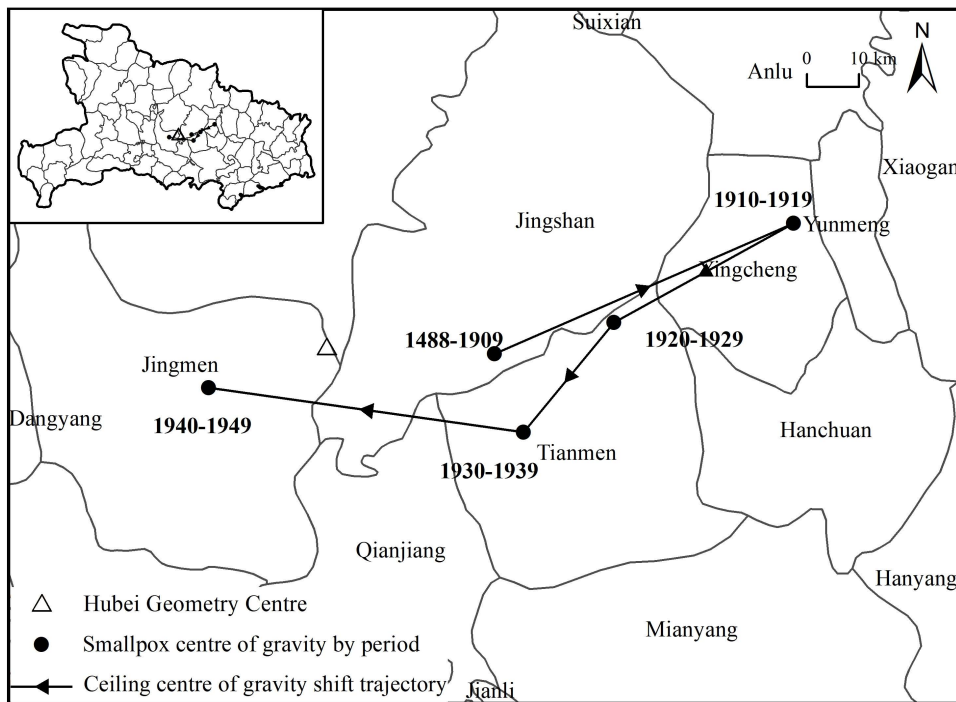 Suixian
N
Anlu
0 10 km
Xiaogan
1910-1919
Jingshan
Yunmeng
Yingcheng
1488-1909
1920-1929
Jingmen
Dangyang
1940-1949
Hanchuan
Tianmen
1930-1939
Qianjiang
Hanyang
Hubei Geometry Centre
Mianyang
Smallpox centre of gravity by period
Ceiling centre of gravity shift trajectory
Jianli